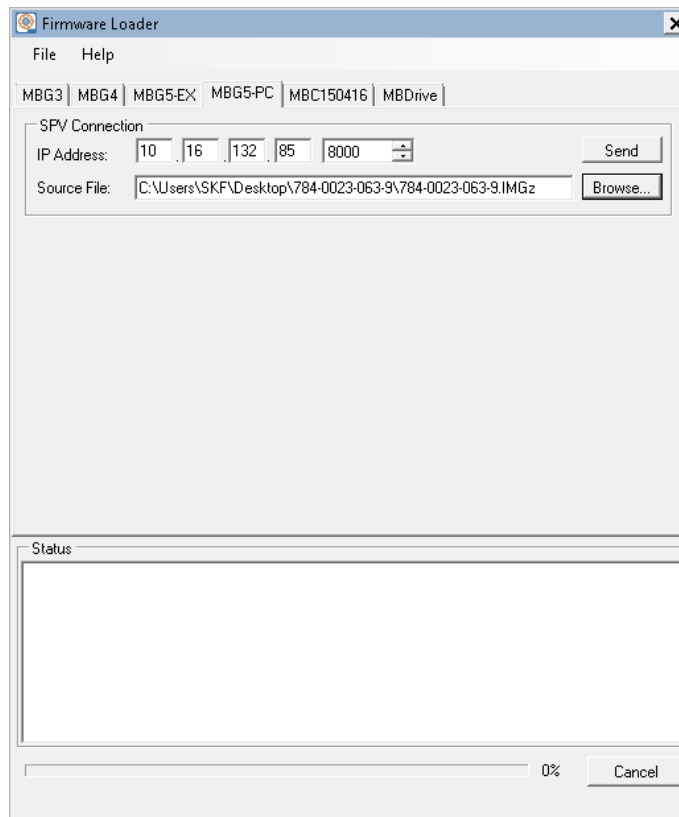 Firmware Loader
File Help
MBG3 MBG4 MBG5-EX MBG5-PC MBC150416 MBDrive
SPV Connection
IP Address: 10 . 16 . 132 . 85 8000 Send
Source File: C:\Users\SKF\Desktop\784-0023-063-9\784-0023-063-9.IMGz Browse...
Status
0% Cancel